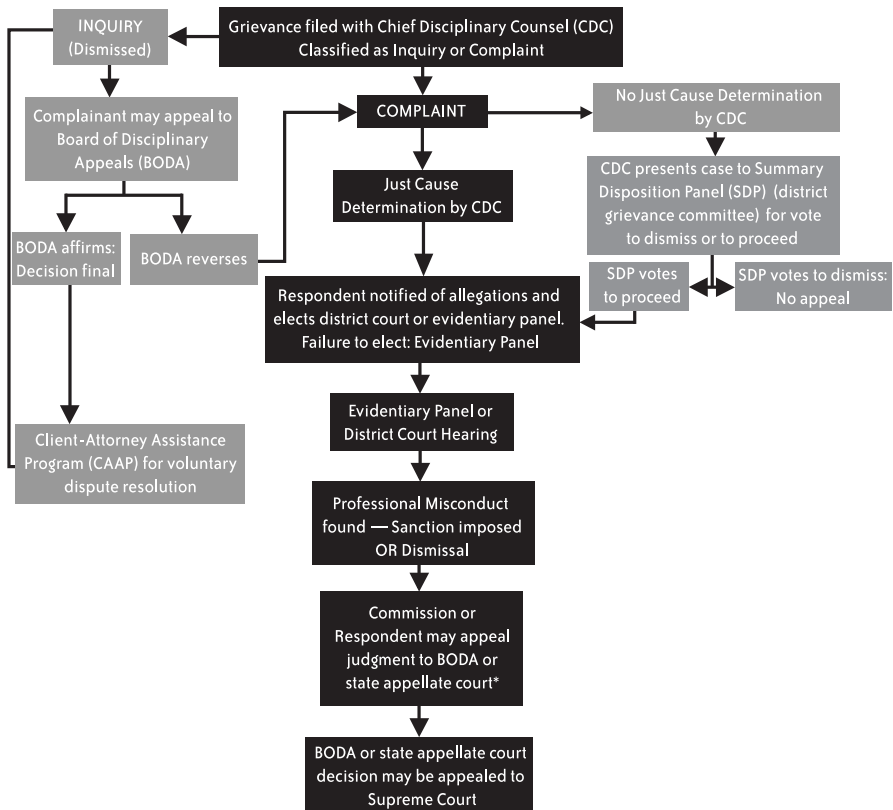 INQUIRY
(Dismissed)
Grievance filed with Chief Disciplinary Counsel (CDC)
Classified as Inquiry or Complaint
Complainant may appeal to
Board of Disciplinary
Appeals (BODA)
COMPLAINT
No Just Cause Determination
by CDC
Just Cause
Determination by CDC
CDC presents case to Summary
Disposition Panel (SDP) (district
grievance committee) for vote
to dismiss or to proceed
BODA affirms:
Decision final
BODA reverses
SDP votes
to proceed
SDP votes to dismiss:
No appeal
Respondent notified of allegations and
elects district court or evidentiary panel.
Failure to elect: Evidentiary Panel
Evidentiary Panel or
District Court Hearing
Client-Attorney Assistance
Program (CAAP) for voluntary
dispute resolution
Professional Misconduct
found — Sanction imposed
OR Dismissal
Commission or
Respondent may appeal
judgment to BODA or
state appellate court*
BODA or state appellate court
decision may be appealed to
Supreme Court